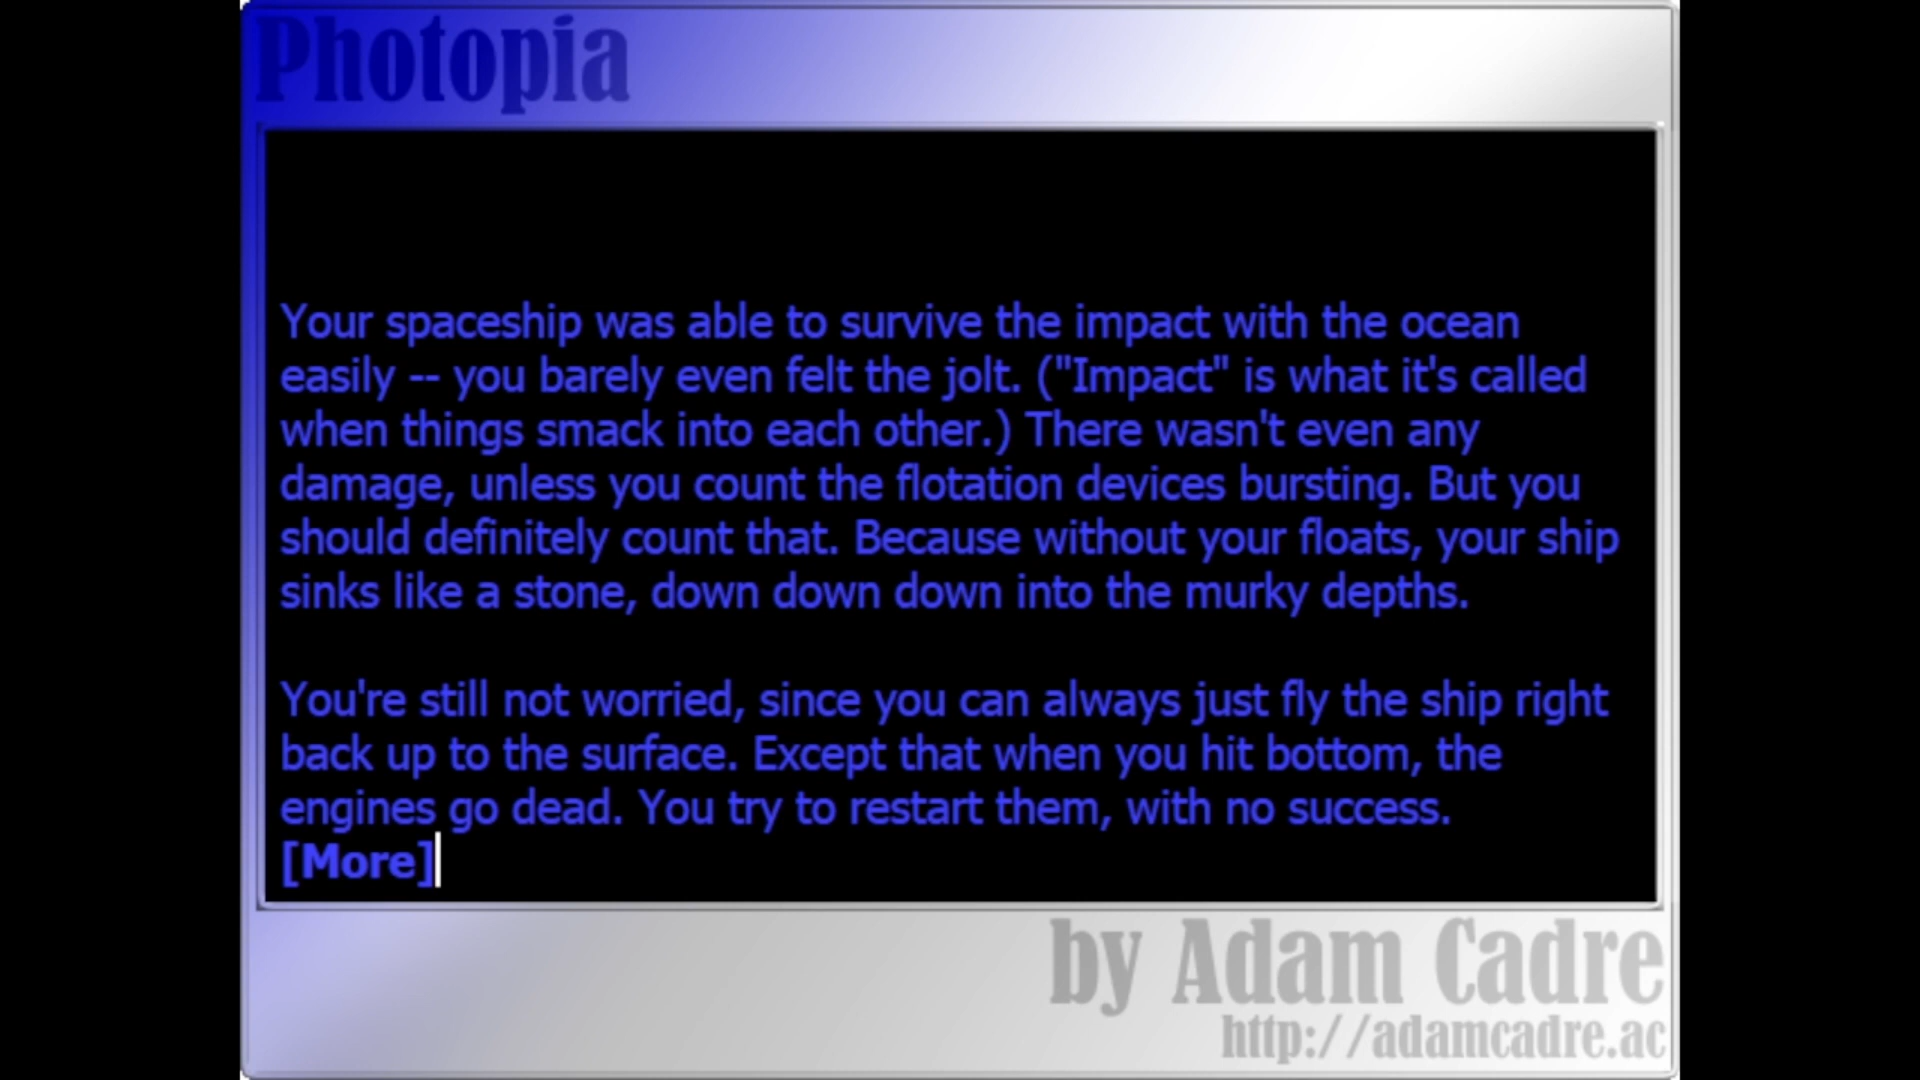 Photopia
Your spaceship was able to survive the impact with the ocean
easily -- you barely even felt the jolt. ("Impact" is what it's called
when things smack into each other.) There wasn't even any
damage, unless you count the flotation devices bursting. But you
should definitely count that. Because without your floats, your ship
sinks like a stone, down down down into the murky depths.
You're still not worried, since you can always just fly the ship right
back up to the surface. Except that when you hit bottom, the
engines go dead. You try to restart them, with no success.
[More]
by Adam Cadre
http://adamcadre.ac